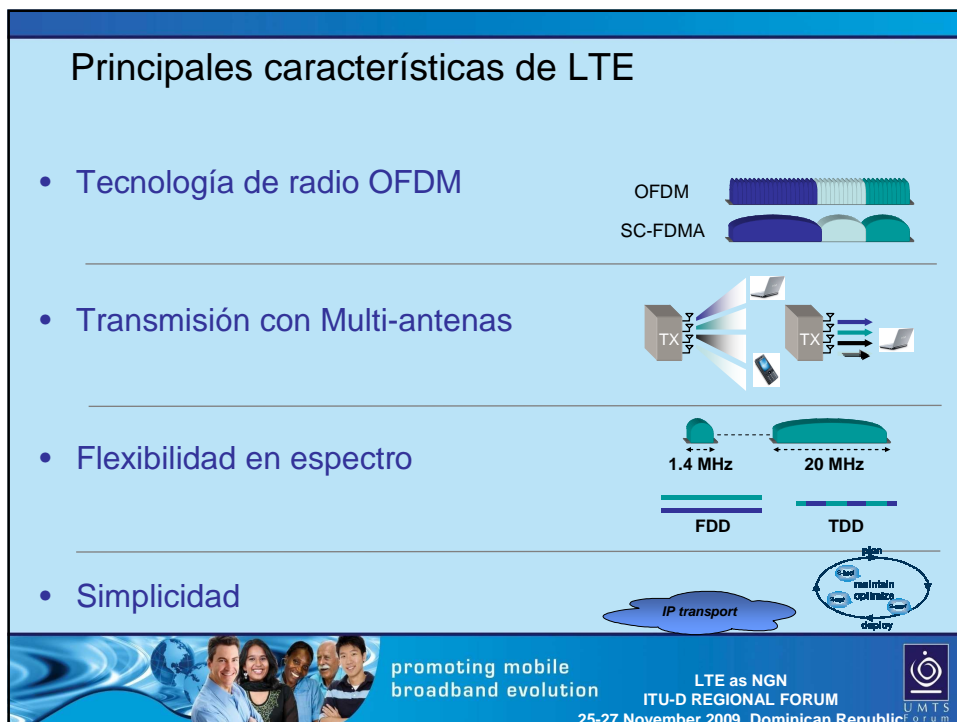 Principales características de LTE
• Tecnología de radio OFDM
OFDM
SC-FDMA
• Transmisión con Multi-antenas
TX
TX
• Flexibilidad en espectro
1.4 MHz
20 MHz
FDD
TDD
• Simplicidad
IP transport
plan
maintain
optimize
deploy
promoting mobile
broadband evolution
LTE as NGN
ITU-D REGIONAL FORUM
25-27 November 2009, Dominican Republic
UMTS
Forum